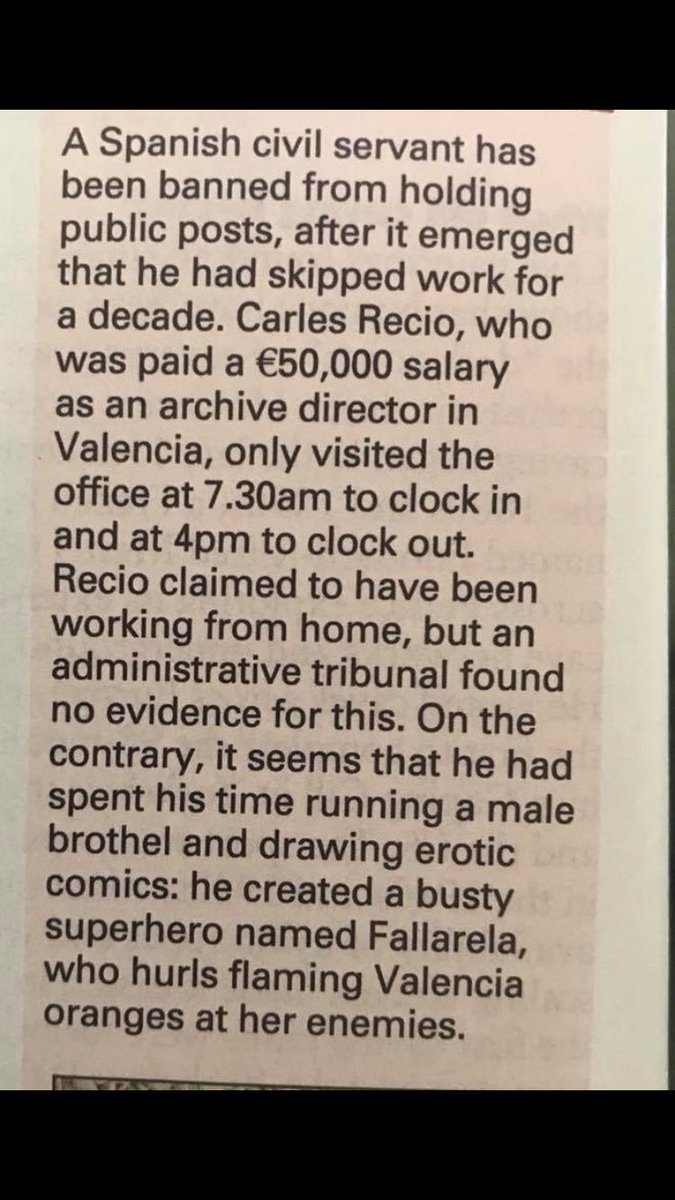 A Spanish civil servant has
been banned from holding
public posts, after it emerged
that he had skipped work for
a decade. Carles Recio, who
was paid a €50,000 salary
as an archive director in
Valencia, only visited the
office at 7.30am to clock in
and at 4pm to clock out.
Recio claimed to have been
working from home, but an
administrative tribunal found
no evidence for this. On the
contrary, it seems that he had
spent his time running a male
brothel and drawing erotic
comics: he created a busty
superhero named Fallarela,
who hurls flaming Valencia
oranges at her enemies.